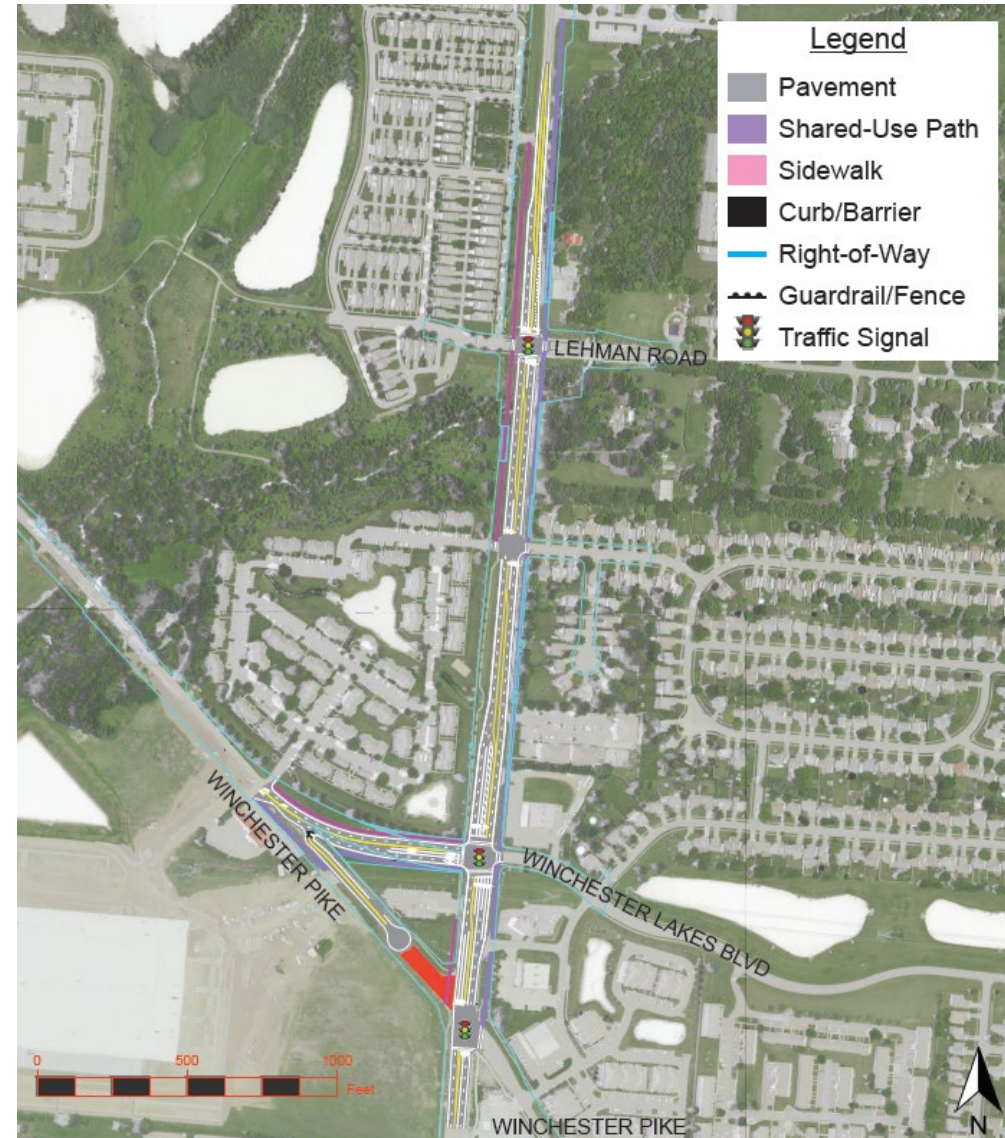 Legend
Pavement
Shared-Use Path
Sidewalk
Curb/Barrier
Right-of-Way
Guardrail/Fence
Traffic Signal
LEHMAN ROAD
WINCHESTER PIKE
WINCHESTER LAKES BLVD
0 500 1000
Feet
WINCHESTER PIKE
N